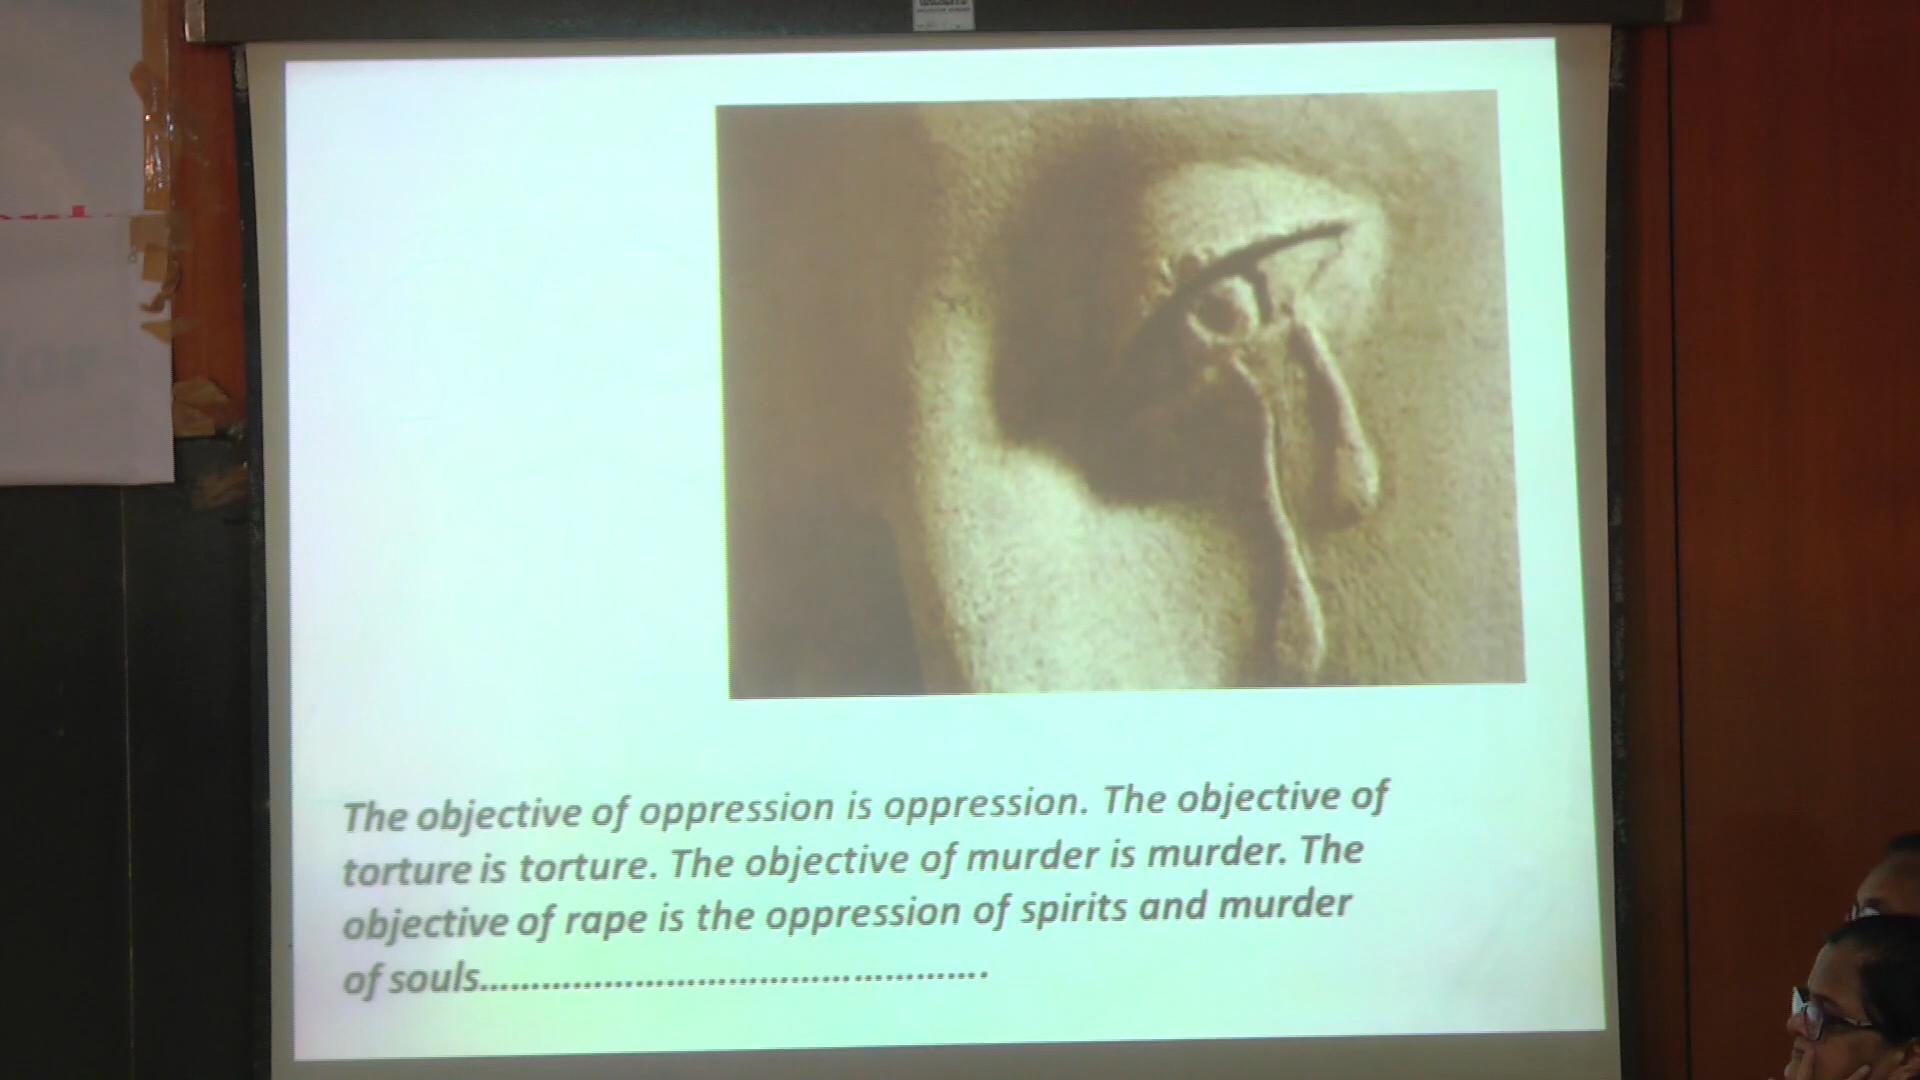 The objective of oppression is oppression. The objective of
torture is torture. The objective of murder is murder. The
objective of rape is the oppression of spirits and murder
of souls................................................